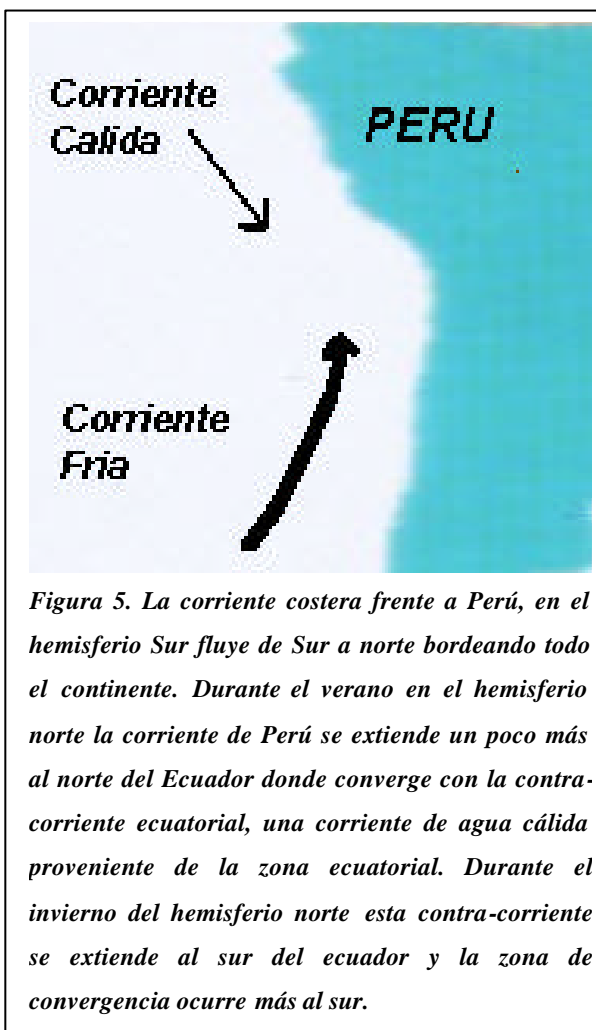 Corriente
Calida
PERU
Corriente
Fria
Figura 5. La corriente costera frente a Perú, en el
hemisferio Sur fluye de Sur a norte bordeando todo
el continente. Durante el verano en el hemisferio
norte la corriente de Perú se extiende un poco más
al norte del Ecuador donde converge con la contra-
corriente ecuatorial, una corriente de agua cálida
proveniente de la zona ecuatorial. Durante el
invierno del hemisferio norte esta contra-corriente
se extiende al sur del ecuador y la zona de
convergencia ocurre más al sur.